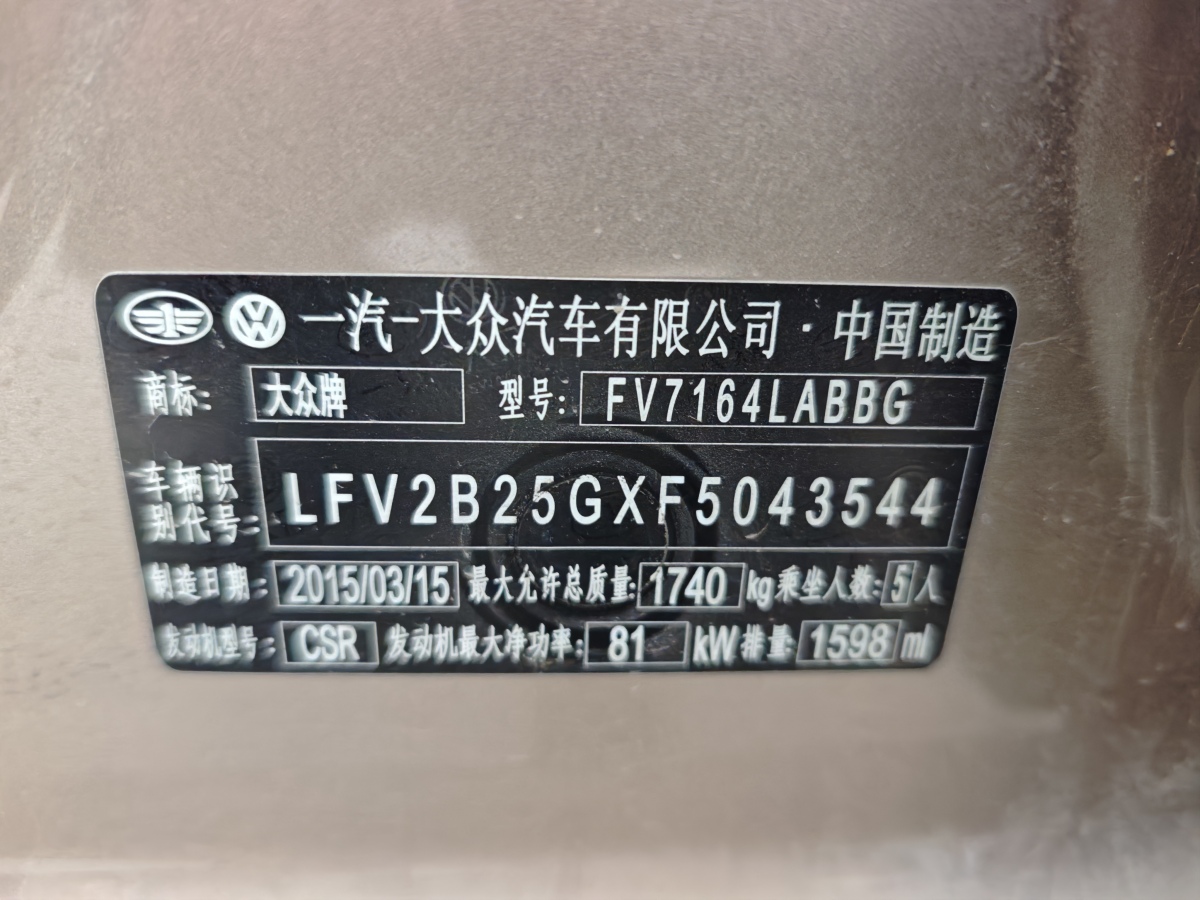 一汽-大众汽车有限公司·中国制造
商标: 大众牌 型号: FV7164LABBG
车辆识别代号: LFV2B25GXF5043544
制造日期: 2015/03/15 最大允许总质量: 1740 kg 乘坐人数: 5人
发动机型号: CSR 发动机最大净功率: 81 kW 排量: 1598 ml